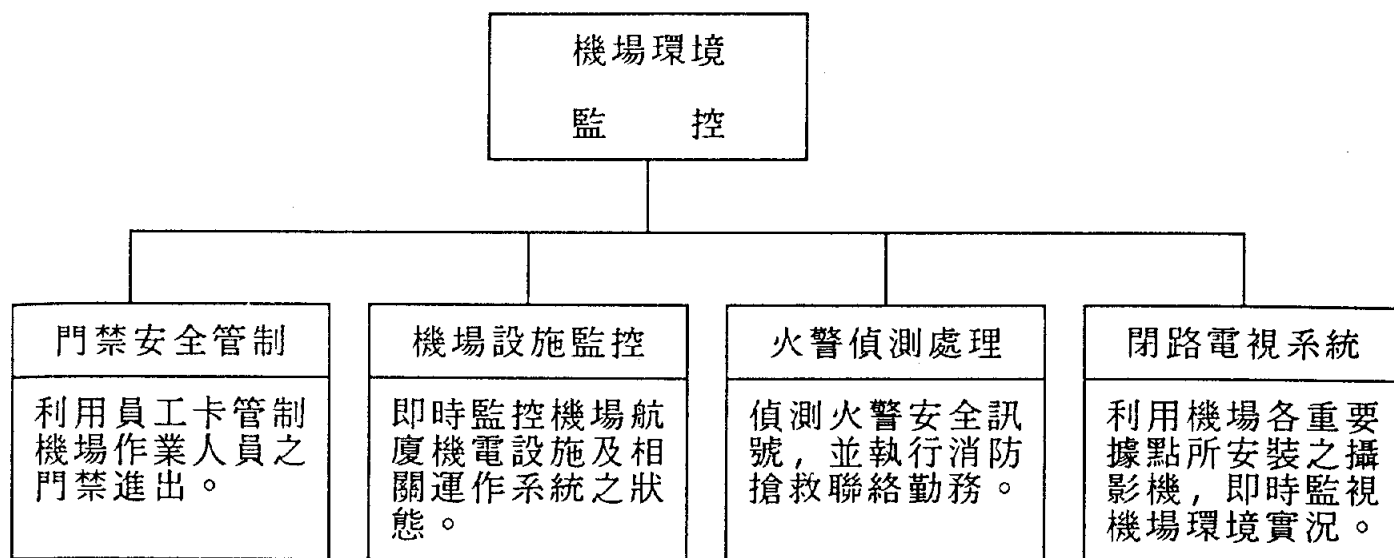 機場環境
監 控
門禁安全管制
利用員工卡管制
機場作業人員之
門禁進出。
機場設施監控
即時監控機場航
廈機電設施及相
關運作系統之狀
態。
火警偵測處理
偵測火警安全訊
號，並執行消防
搶救聯絡勤務。
閉路電視系統
利用機場各重要
據點所安裝之攝
影機，即時監視
機場環境實況。